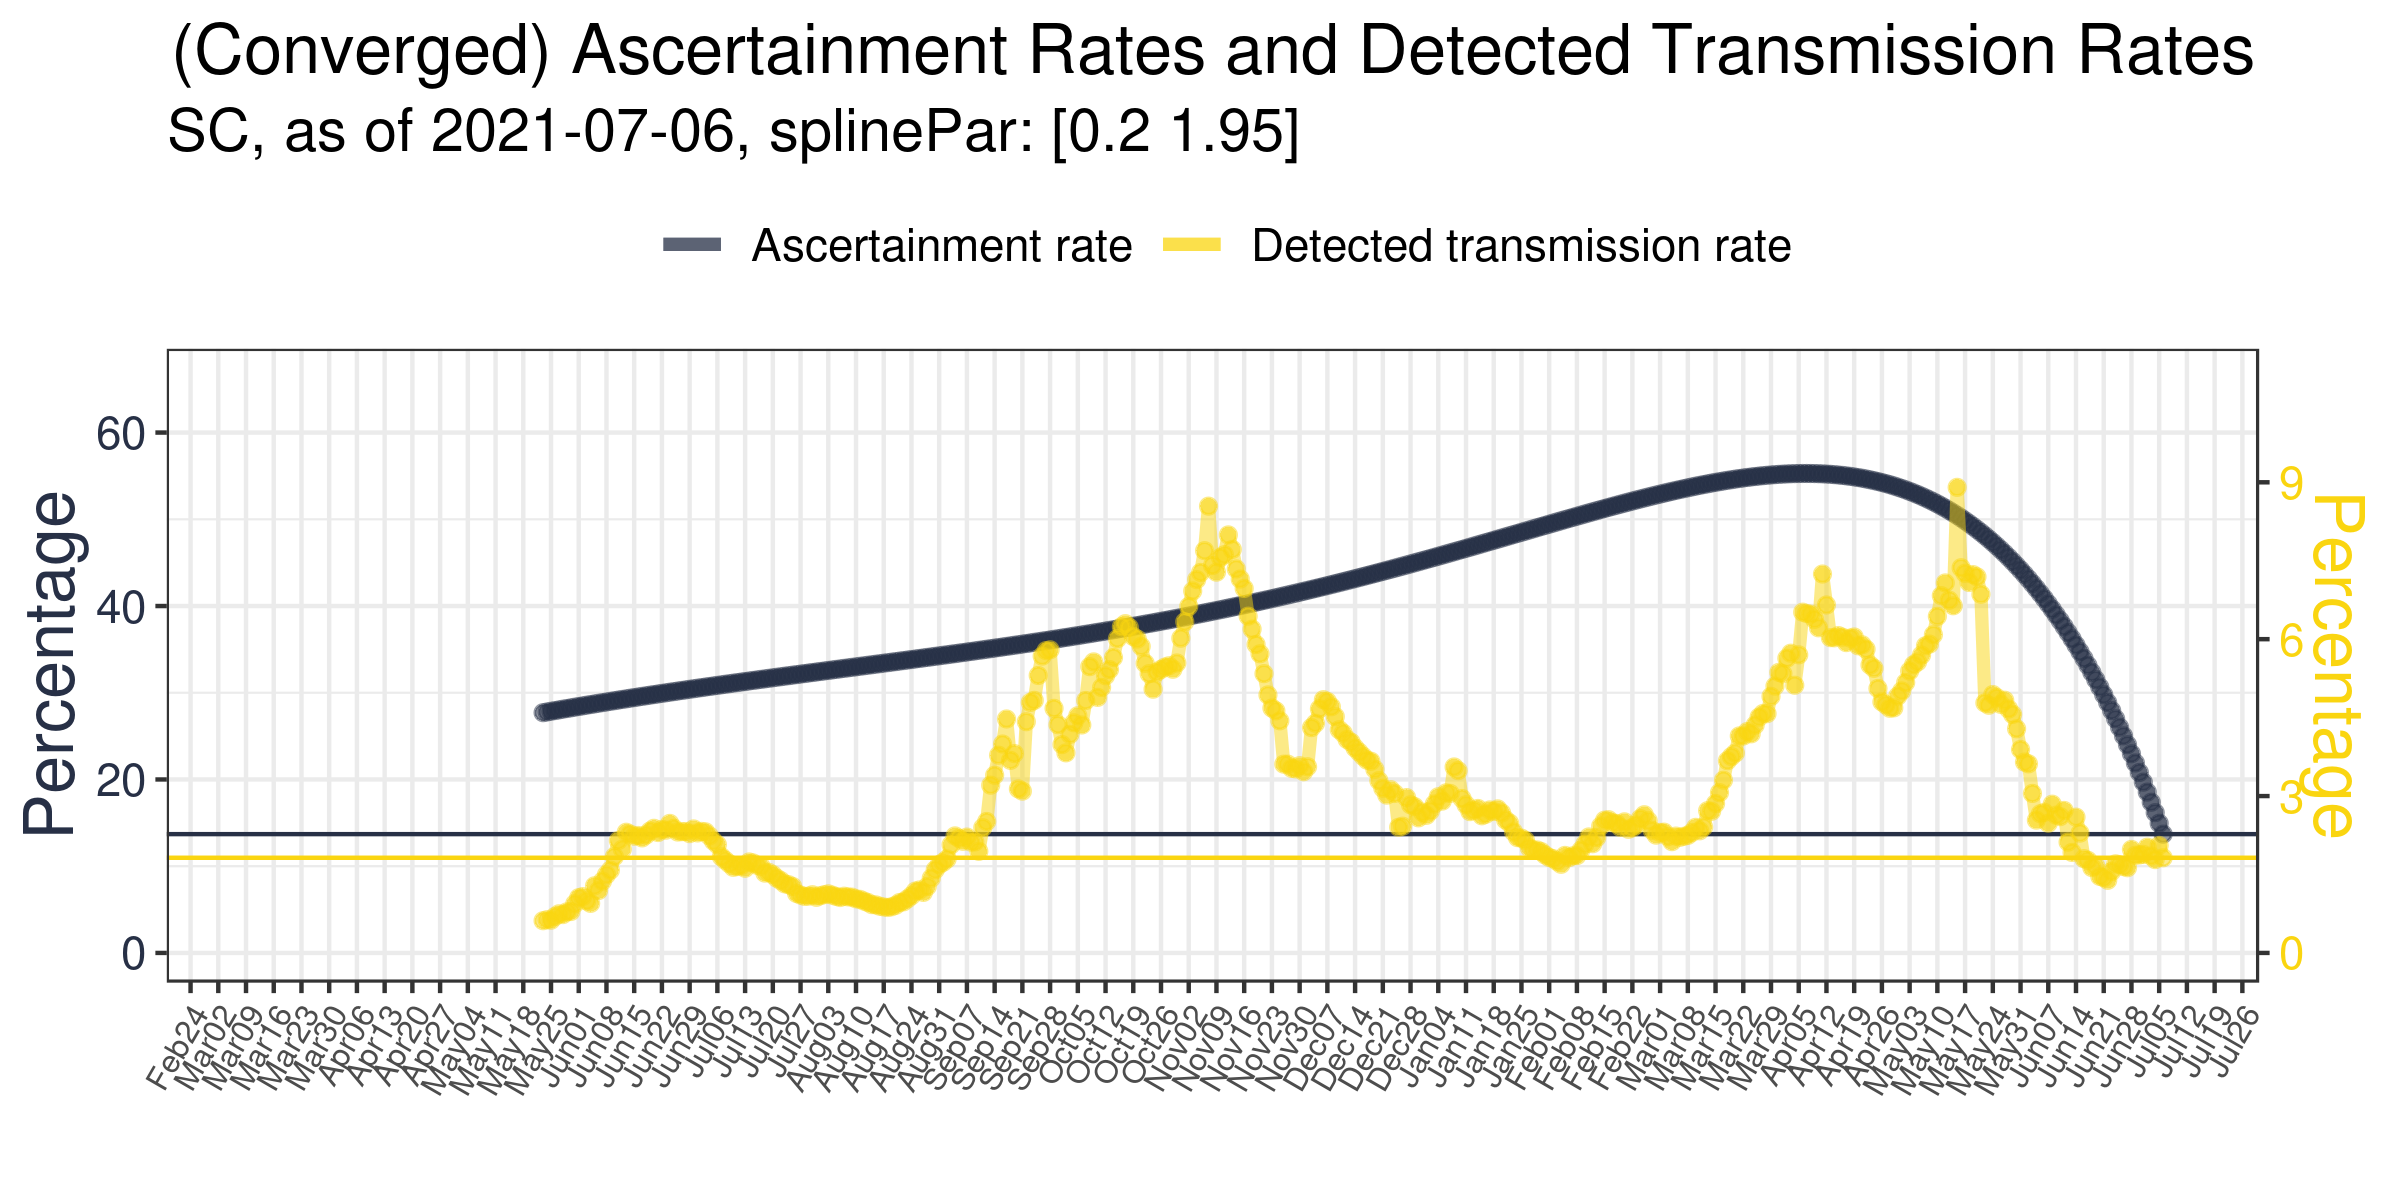 (Converged) Ascertainment Rates and Detected Transmission Rates
SC, as of 2021-07-06, splinePar: [0.2 1.95]
Ascertainment rate
Detected transmission rate
Percentage
60
40
20
0
9
6
3
0
Percentage
Feb24
Mar02
Mar09
Mar16
Mar23
Mar30
Apr06
Apr13
Apr20
Apr27
May04
May11
May18
May25
Jun01
Jun08
Jun15
Jun22
Jun29
Jul06
Jul13
Jul20
Jul27
Aug03
Aug10
Aug17
Aug24
Aug31
Sep07
Sep14
Sep21
Sep28
Oct05
Oct12
Oct19
Oct26
Nov02
Nov09
Nov16
Nov23
Nov30
Dec07
Dec14
Dec21
Dec28
Jan04
Jan11
Jan18
Jan25
Feb01
Feb08
Feb15
Feb22
Mar01
Mar08
Mar15
Mar22
Mar29
Apr05
Apr12
Apr19
Apr26
May03
May10
May17
May24
May31
Jun07
Jun14
Jun21
Jun28
Jul05
Jul12
Jul19
Jul26